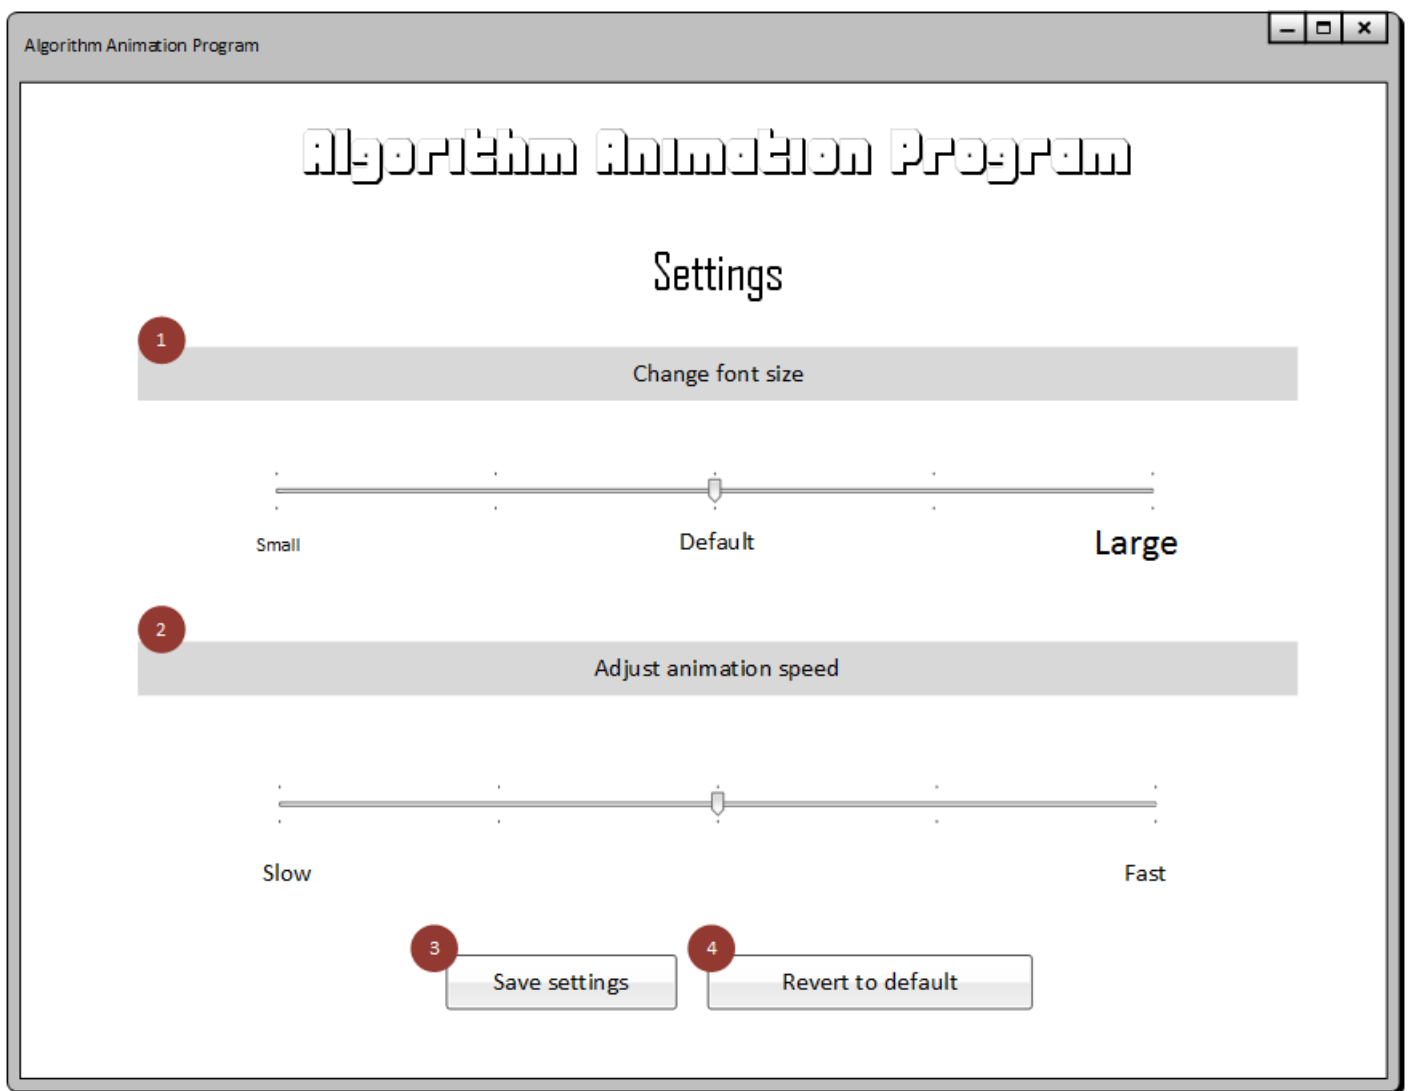 Algorithm Animation Program
Algorithm Animation Program
Settings
1
Change font size
Small Default Large
2
Adjust animation speed
Slow Fast
3 4
Save settings Revert to default